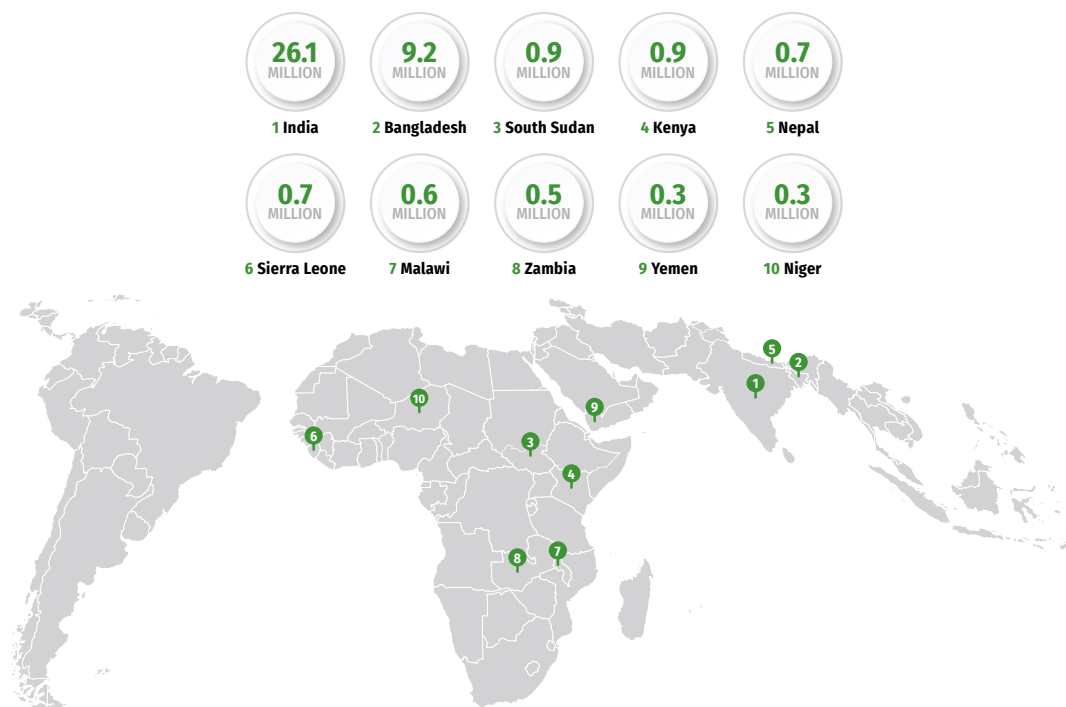 26.1
MILLION
1 India
9.2
MILLION
2 Bangladesh
0.9
MILLION
3 South Sudan
0.9
MILLION
4 Kenya
0.7
MILLION
5 Nepal
0.7
MILLION
6 Sierra Leone
0.6
MILLION
7 Malawi
0.5
MILLION
8 Zambia
0.3
MILLION
9 Yemen
0.3
MILLION
10 Niger
5
2
1
10
9
6
3
4
7
8